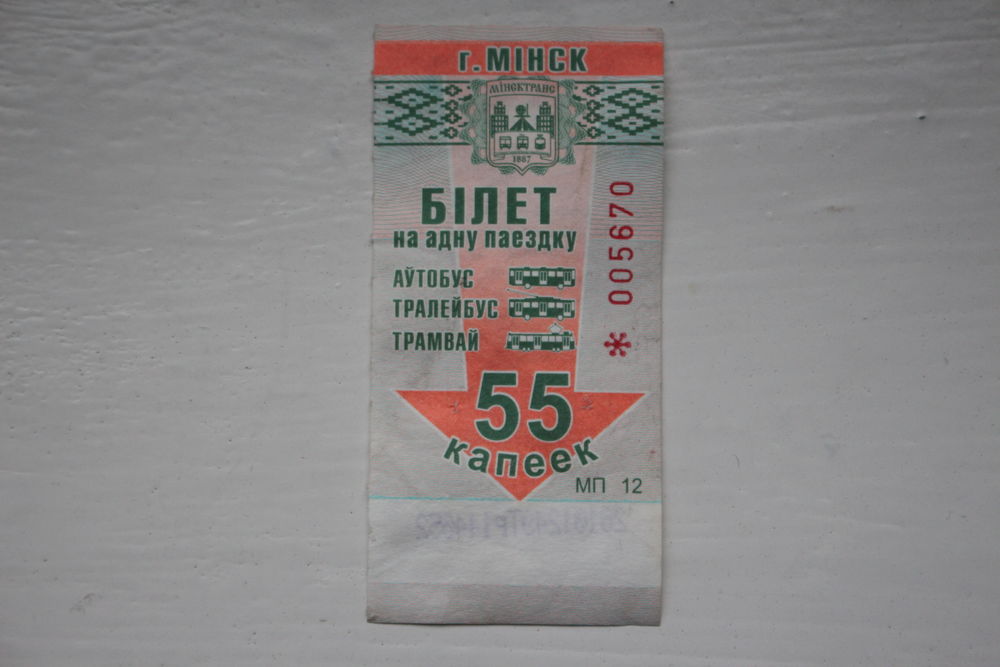 г. МІНСК
МІНСКТРАНС
1887
БІЛЕТ
на адну паездку
АЎТОБУС
ТРАЛЕЙБУС
ТРАМВАЙ
55
капеек
МП 12
* 005670